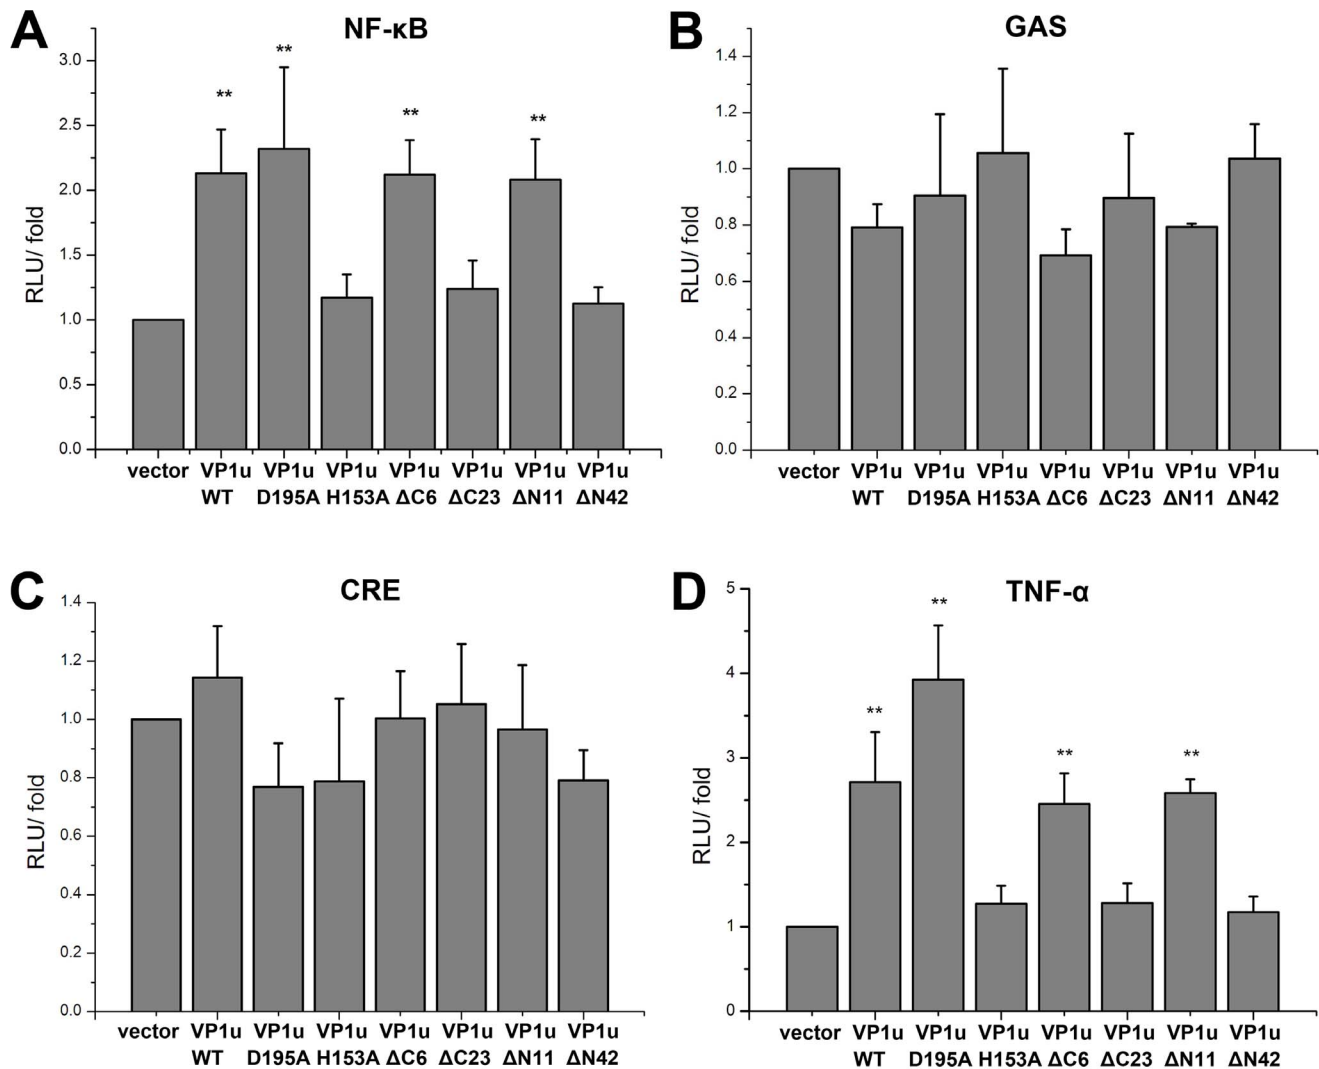 A
NF-κB
**
**
**
**
3.0
2.5
2.0
1.5
1.0
0.5
0.0
RLU/ fold
vector VP1u VP1u VP1u VP1u VP1u VP1u VP1u
WT D195A H153A ΔC6 ΔC23 ΔN11 ΔN42
B
GAS
1.4
1.2
1.0
0.8
0.6
0.4
0.2
0.0
RLU/ fold
vector VP1u VP1u VP1u VP1u VP1u VP1u VP1u
WT D195A H153A ΔC6 ΔC23 ΔN11 ΔN42
C
CRE
1.4
1.2
1.0
0.8
0.6
0.4
0.2
0.0
RLU/ fold
vector VP1u VP1u VP1u VP1u VP1u VP1u VP1u
WT D195A H153A ΔC6 ΔC23 ΔN11 ΔN42
D
TNF-α
**
**
**
**
5
4
3
2
1
0
RLU/ fold
vector VP1u VP1u VP1u VP1u VP1u VP1u VP1u
WT D195A H153A ΔC6 ΔC23 ΔN11 ΔN42